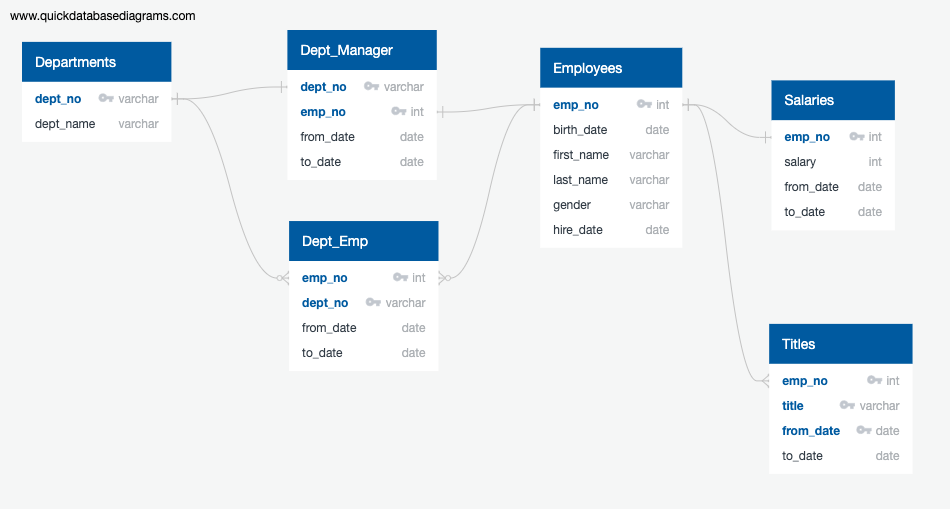 www.quickdatabasediagrams.com
Departments
dept_no varchar
dept_name varchar
Dept_Manager
dept_no varchar
emp_no int
from_date date
to_date date
Dept_Emp
emp_no int
dept_no varchar
from_date date
to_date date
Employees
emp_no int
birth_date date
first_name varchar
last_name varchar
gender varchar
hire_date date
Salaries
emp_no int
salary int
from_date date
to_date date
Titles
emp_no int
title varchar
from_date date
to_date date